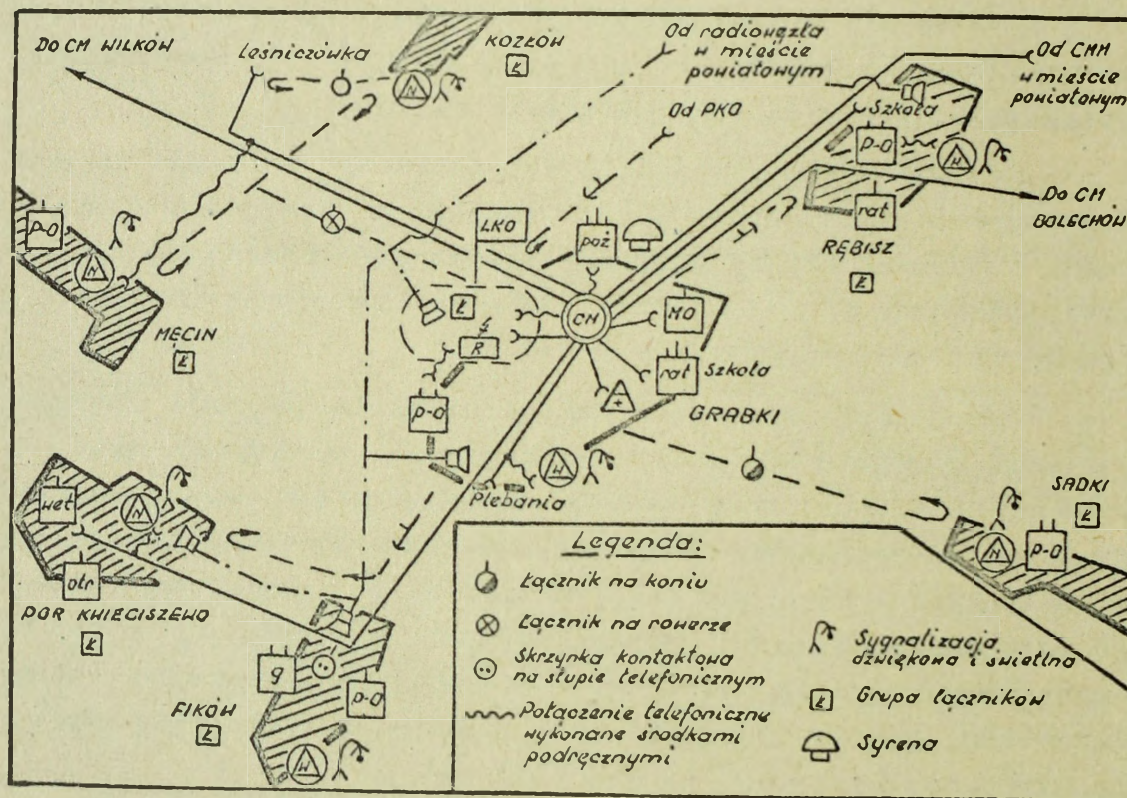 Do CM WILKÓW
Leśniczówka
KOZŁÓW
Ł
Od radiowęzła
w mieście
powiatowym
Od CMM
w mieście
powiatowym
Od PKO
Szkoła
p-o
N
N
Do CM
BOLECHÓW
rat
RĘBISZ
Ł
p-o
N
MĘCIN
Ł
LKO
poż
Ł
CM
MO
R
rat
Szkoła
p-o
GRABKI
N
Plebania
SADKI
Ł
N
p-o
wet
N
otr
PGR KWIECISZEWO
Ł
g
p-o
FIKÓW
Ł
N
Legenda:
Łącznik na koniu
Łącznik na rowerze
Skrzynka kontaktowa
na słupie telefonicznym
Połączenie telefoniczne
wykonane środkami
podręcznymi
Sygnalizacja
dźwiękowa i świetlna
Ł Grupa łączników
Syrena